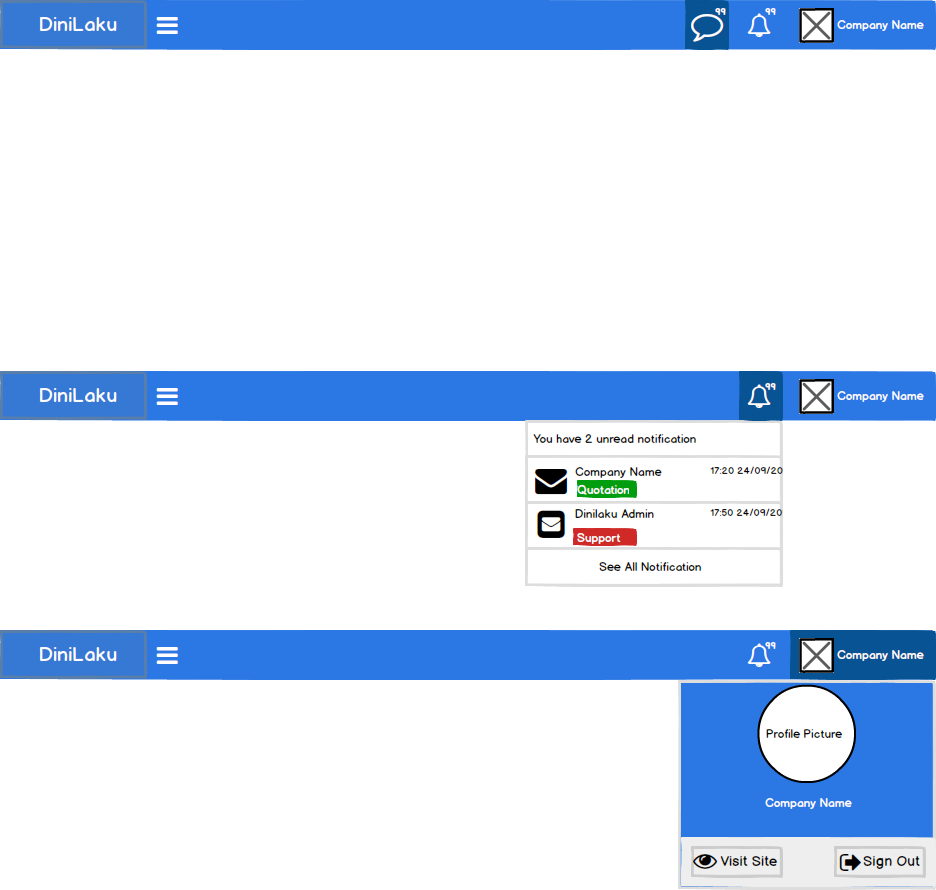 DiniLaku
99
99
Company Name
DiniLaku
99
Company Name
You have 2 unread notification
Company Name
17:20 24/09/20
Quotation
Dinilaku Admin
17:50 24/09/20
Support
See All Notification
DiniLaku
99
Company Name
Profile Picture
Company Name
Visit Site
Sign Out